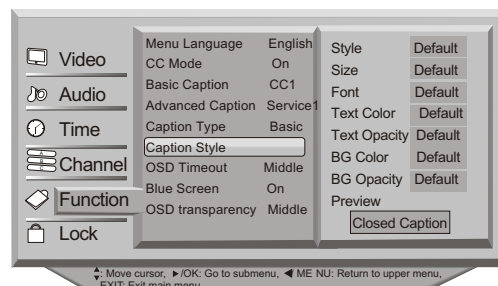 Video
Audio
Time
Channel
Function
Lock
Menu Language English
CC Mode On
Basic Caption CC1
Advanced Caption Service1
Caption Type Basic
Caption Style
OSD Timeout Middle
Blue Screen On
OSD transparency Middle
Style Default
Size Default
Font Default
Text Color Default
Text Opacity Default
BG Color Default
BG Opacity Default
Preview
Closed Caption
: Move cursor, ►/OK: Go to submenu, ◄ ME NU: Return to upper menu,
EXIT: Exit main menu